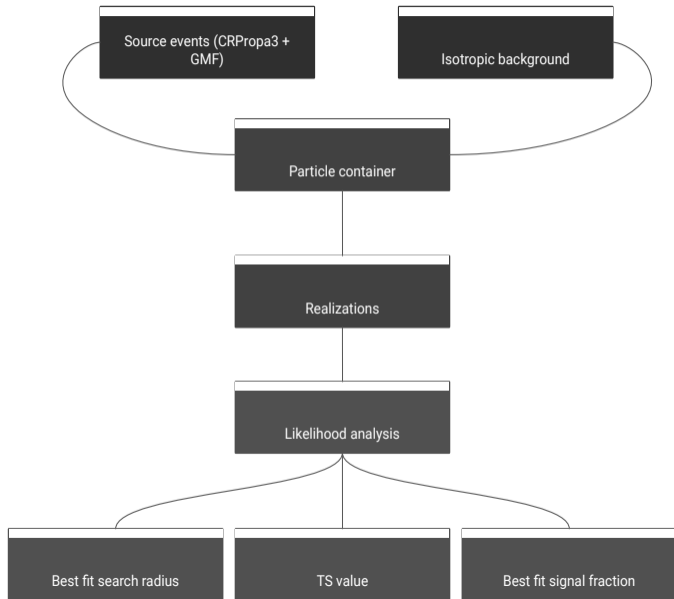 Source events (CRPropa3 +
GMF)
Isotropic background
Particle container
Realizations
Likelihood analysis
Best fit search radius
TS value
Best fit signal fraction